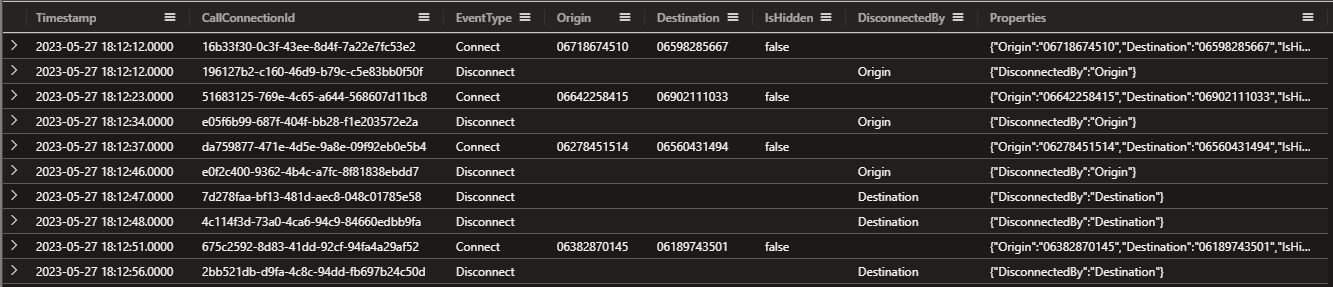 Timestamp CallConnectionId EventType Origin Destination IsHidden DisconnectedBy Properties
2023-05-27 18:12:12.0000 16b33f30-0c3f-43ee-8d4f-7a22e7fc53e2 Connect 06718674510 06598285667 false {"Origin":"06718674510","Destination":"06598285667","IsHi...
2023-05-27 18:12:12.0000 196127b2-c160-46d9-b79c-c5e83bb0f50f Disconnect Origin {"DisconnectedBy":"Origin"}
2023-05-27 18:12:23.0000 51683125-769e-4c65-a644-568607d11bc8 Connect 06642258415 06902111033 false {"Origin":"06642258415","Destination":"06902111033","IsHi...
2023-05-27 18:12:34.0000 e05f6b99-687f-404f-bb28-f1e203572e2a Disconnect Origin {"DisconnectedBy":"Origin"}
2023-05-27 18:12:37.0000 da759877-471e-4d5e-9a8e-09f92eb0e5b4 Connect 06278451514 06560431494 false {"Origin":"06278451514","Destination":"06560431494","IsHi...
2023-05-27 18:12:46.0000 e0f2c400-9362-4b4c-a7fc-8f81838ebdd7 Disconnect Origin {"DisconnectedBy":"Origin"}
2023-05-27 18:12:47.0000 7d278faa-bf13-481d-aec8-048c01785e58 Disconnect Destination {"DisconnectedBy":"Destination"}
2023-05-27 18:12:48.0000 4c114f3d-73a0-4ca6-94c9-84660edbb9fa Disconnect Destination {"DisconnectedBy":"Destination"}
2023-05-27 18:12:51.0000 675c2592-8d83-41dd-92cf-94fa4a29af52 Connect 06382870145 06189743501 false {"Origin":"06382870145","Destination":"06189743501","IsHi...
2023-05-27 18:12:56.0000 2bb521db-d9fa-4c8c-94dd-fb697b24c50d Disconnect Destination {"DisconnectedBy":"Destination"}